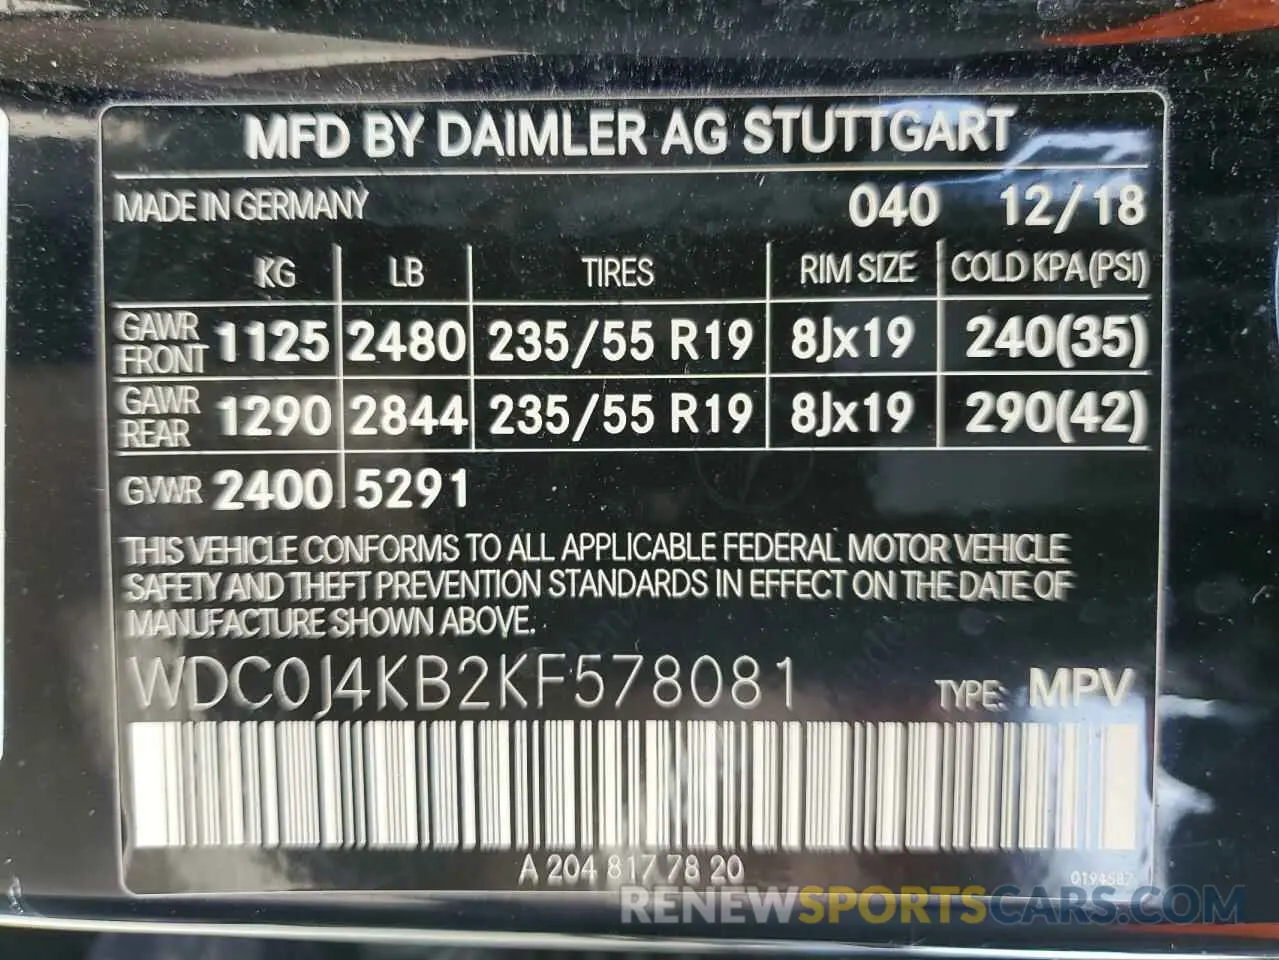 MFD BY DAIMLER AG STUTTGART
MADE IN GERMANY 040 12/18
KG LB TIRES RIM SIZE COLD KPA (PSI)
GAWR FRONT 1125 2480 235/55 R19 8Jx19 240(35)
GAWR REAR 1290 2844 235/55 R19 8Jx19 290(42)
GVWR 2400 5291
THIS VEHICLE CONFORMS TO ALL APPLICABLE FEDERAL MOTOR VEHICLE
SAFETY AND THEFT PREVENTION STANDARDS IN EFFECT ON THE DATE OF
MANUFACTURE SHOWN ABOVE.
WDC0J4KB2KF578081 TYPE: MPV
A 204 817 78 20
0194587
RENEWSPORTSCARS.COM